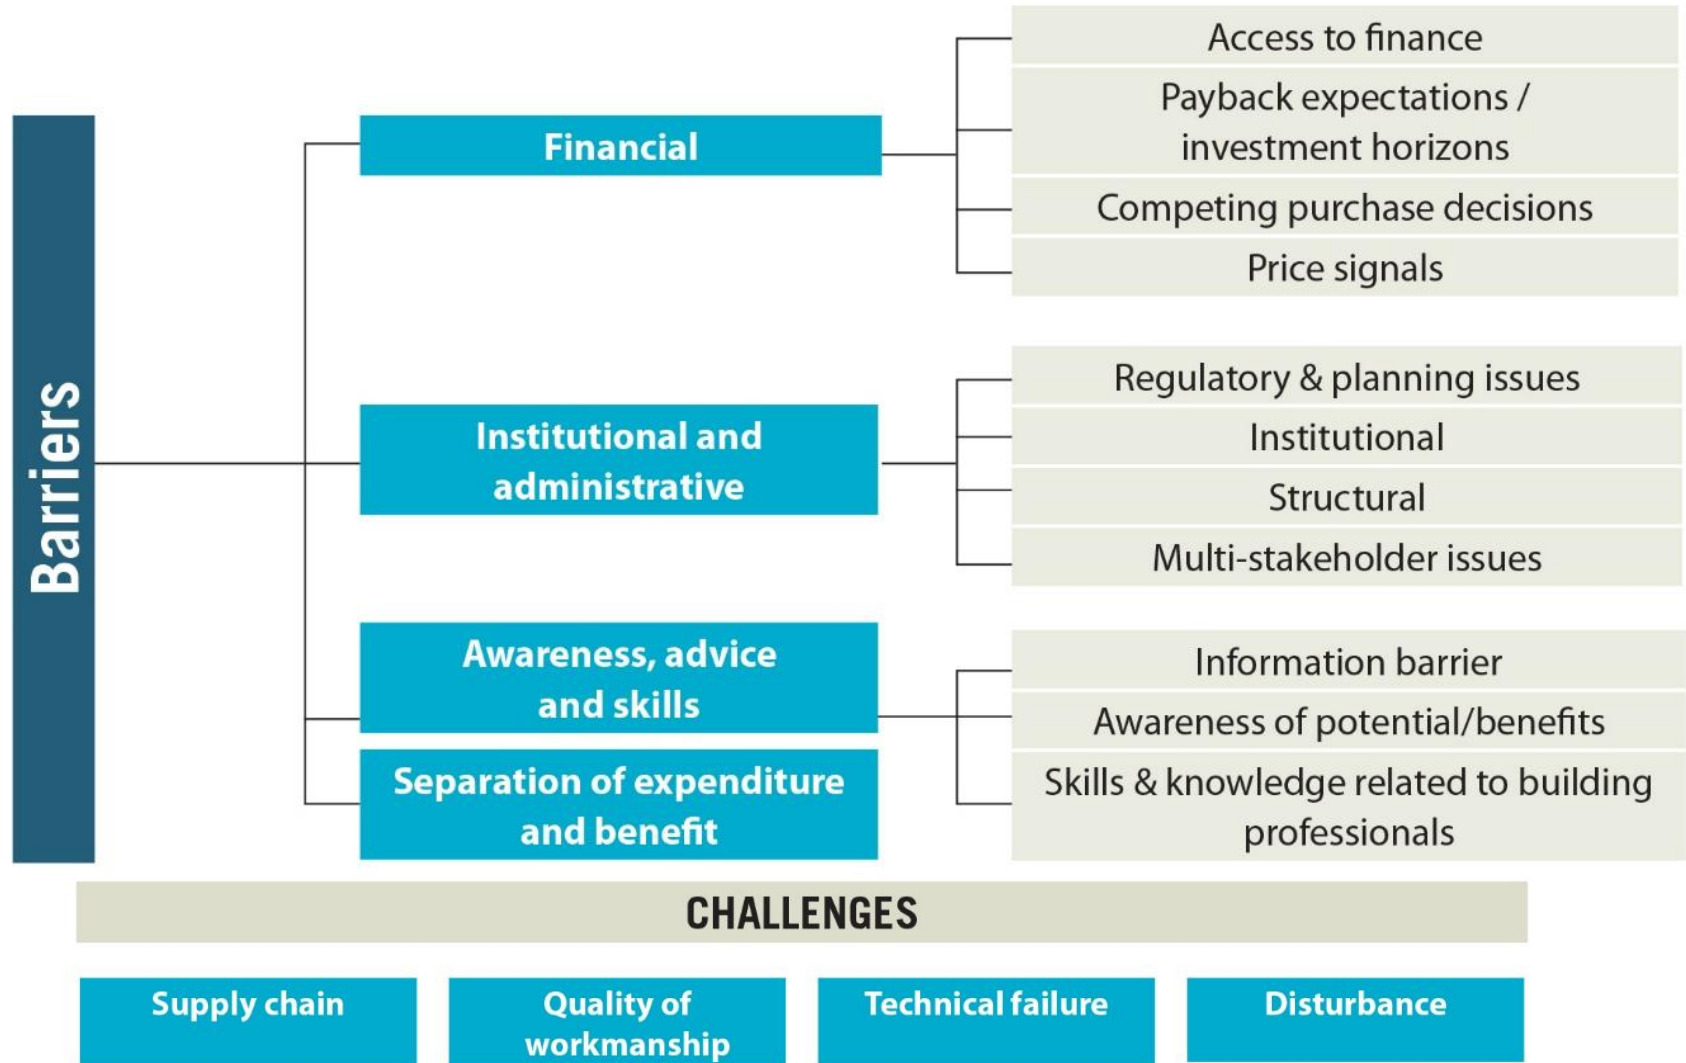 Barriers
Financial
Access to finance
Payback expectations /
investment horizons
Competing purchase decisions
Price signals
Institutional and
administrative
Regulatory & planning issues
Institutional
Structural
Multi-stakeholder issues
Awareness, advice
and skills
Information barrier
Awareness of potential/benefits
Skills & knowledge related to building
professionals
Separation of expenditure
and benefit
CHALLENGES
Supply chain
Quality of
workmanship
Technical failure
Disturbance